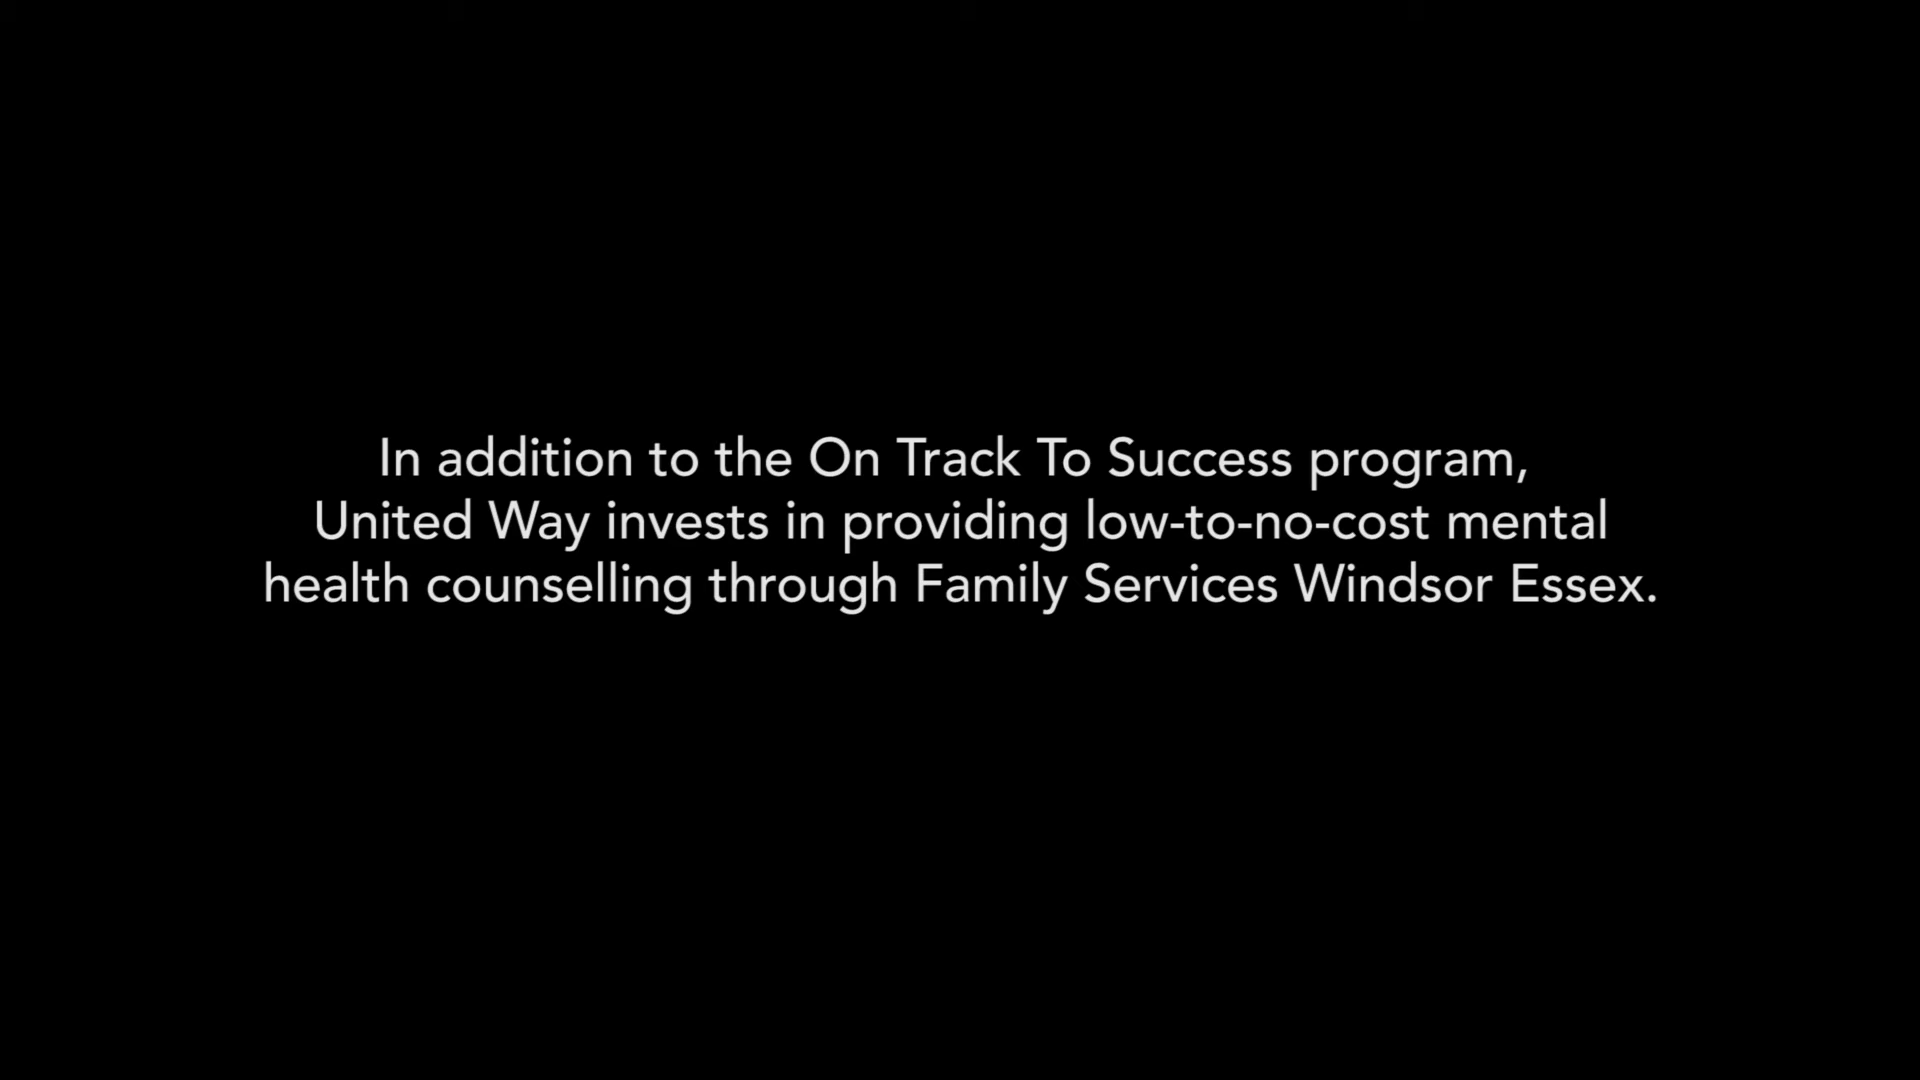 In addition to the On Track To Success program,
United Way invests in providing low-to-no-cost mental
health counselling through Family Services Windsor Essex.